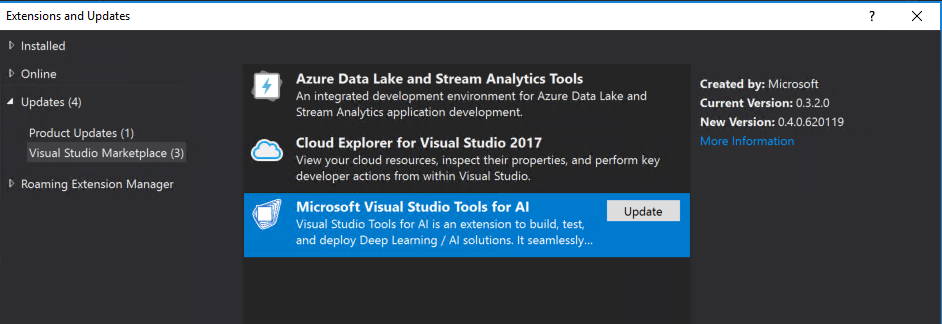 Extensions and Updates
?
Installed
Online
Updates (4)
Product Updates (1)
Visual Studio Marketplace (3)
Roaming Extension Manager
Azure Data Lake and Stream Analytics Tools
An integrated development environment for Azure Data Lake and
Stream Analytics application development.
Cloud Explorer for Visual Studio 2017
View your cloud resources, inspect their properties, and perform key
developer actions from within Visual Studio.
Microsoft Visual Studio Tools for AI
Update
Visual Studio Tools for AI is an extension to build, test,
and deploy Deep Learning / AI solutions. It seamlessly...
Created by: Microsoft
Current Version: 0.3.2.0
New Version: 0.4.0.620119
More Information